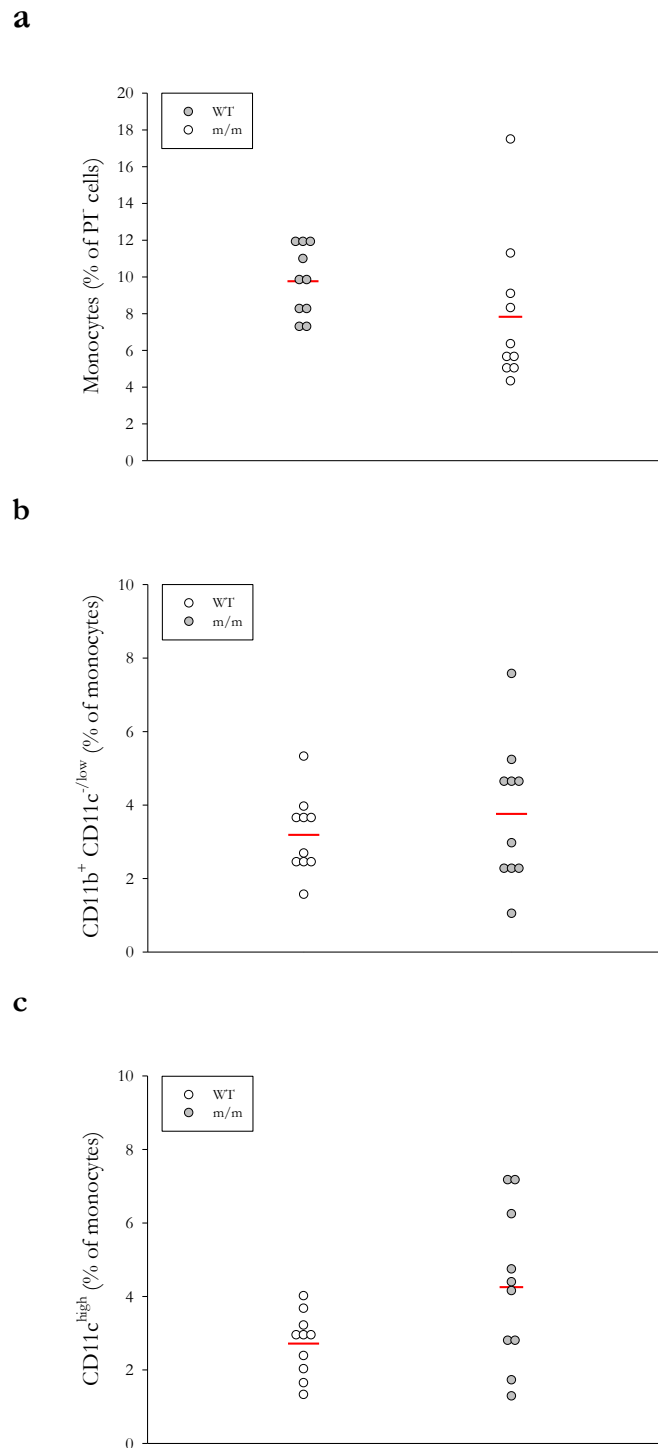 a
Monocytes (% of PI⁻ cells)
20
18
16
14
12
10
8
6
4
2
0
WT
m/m
b
CD11b⁺ CD11c⁻/ˡᵒʷ (% of monocytes)
10
8
6
4
2
0
WT
m/m
c
CD11cʰⁱᵍʰ (% of monocytes)
10
8
6
4
2
0
WT
m/m